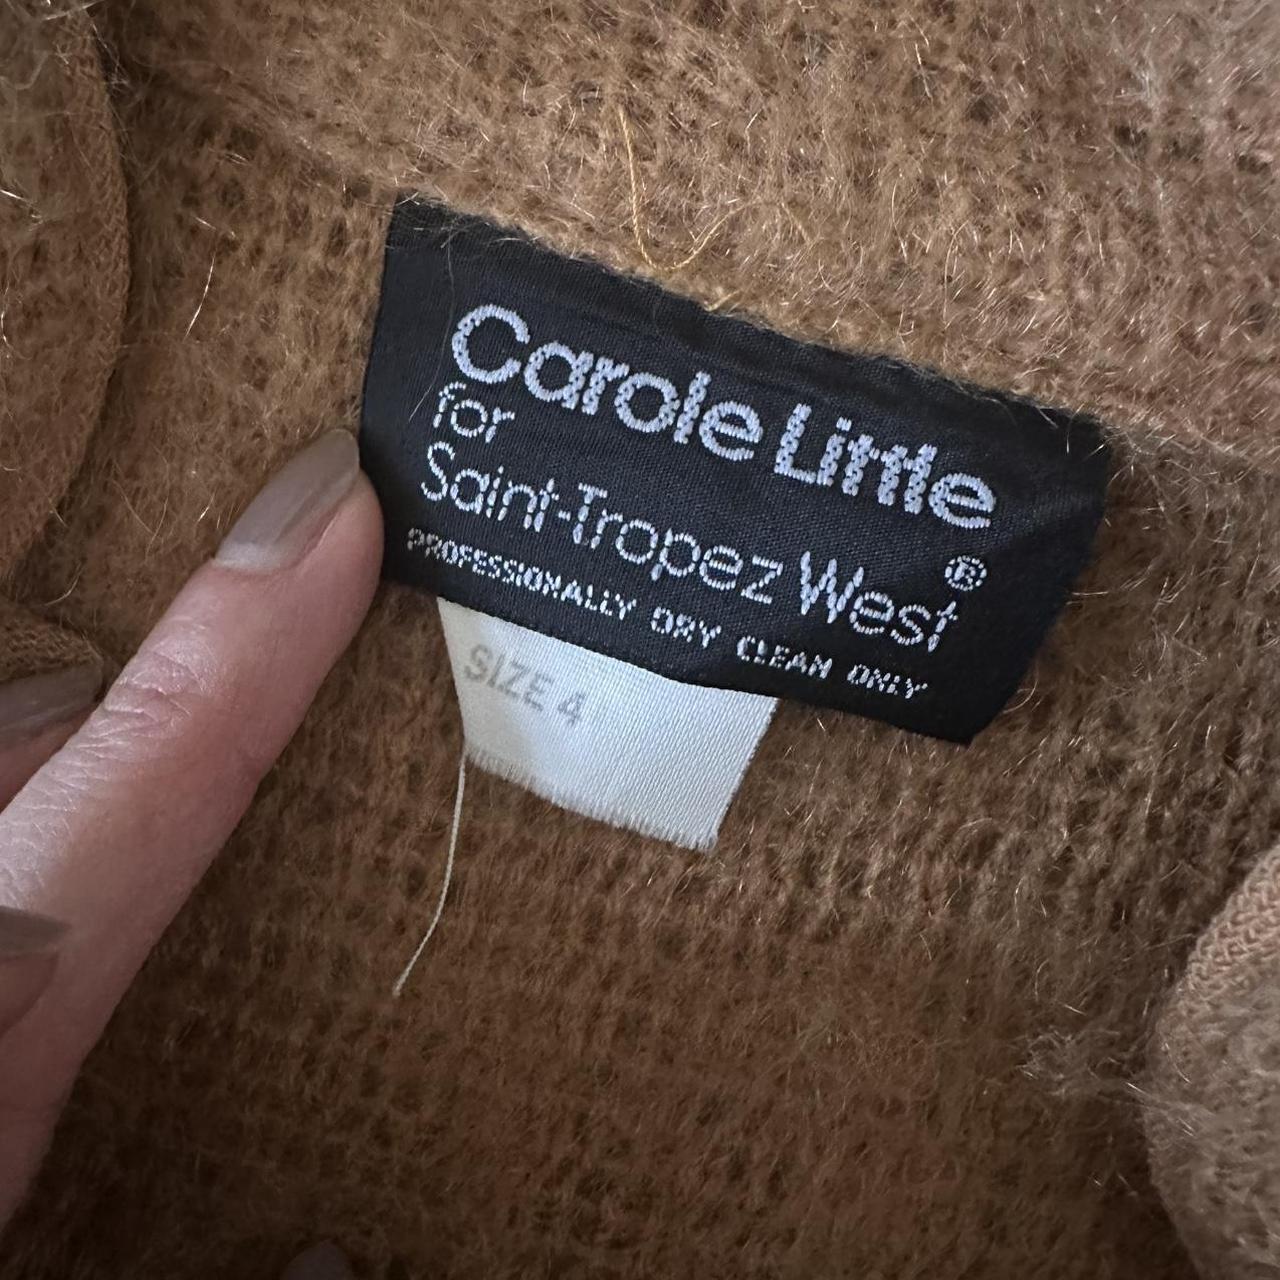 Carole Little
for
Saint-Tropez West®
PROFESSIONALLY DRY CLEAN ONLY
SIZE 4